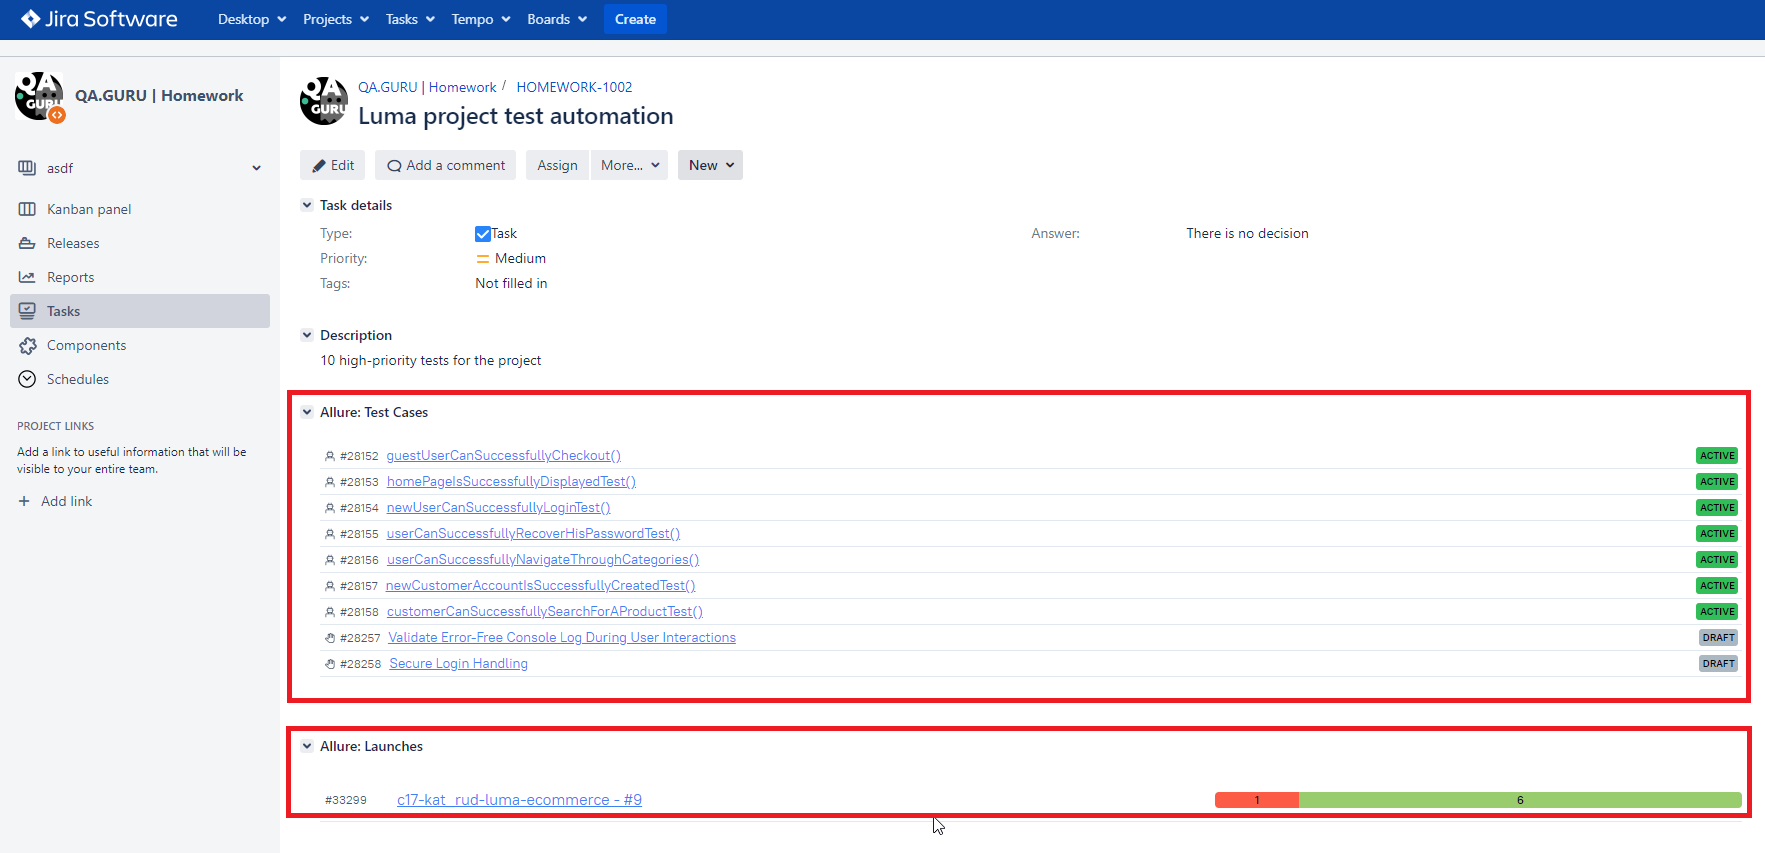 Jira Software Desktop Projects Tasks Tempo Boards Create
QA GURU
QA.GURU | Homework
asdf
Kanban panel
Releases
Reports
Tasks
Components
Schedules
PROJECT LINKS
Add a link to useful information that will be
visible to your entire team.
+ Add link
QA GURU
QA.GURU | Homework / HOMEWORK-1002
Luma project test automation
Edit Add a comment Assign More... New
Task details
Type: Task Answer: There is no decision
Priority: Medium
Tags: Not filled in
Description
10 high-priority tests for the project
Allure: Test Cases
#28152 guestUserCanSuccessfullyCheckout() ACTIVE
#28153 homePageIsSuccessfullyDisplayedTest() ACTIVE
#28154 newUserCanSuccessfullyLoginTest() ACTIVE
#28155 userCanSuccessfullyRecoverHisPasswordTest() ACTIVE
#28156 userCanSuccessfullyNavigateThroughCategories() ACTIVE
#28157 newCustomerAccountIsSuccessfullyCreatedTest() ACTIVE
#28158 customerCanSuccessfullySearchForAProductTest() ACTIVE
#28257 Validate Error-Free Console Log During User Interactions DRAFT
#28258 Secure Login Handling DRAFT
Allure: Launches
#33299 c17-kat_rud-luma-ecommerce - #9 1 6